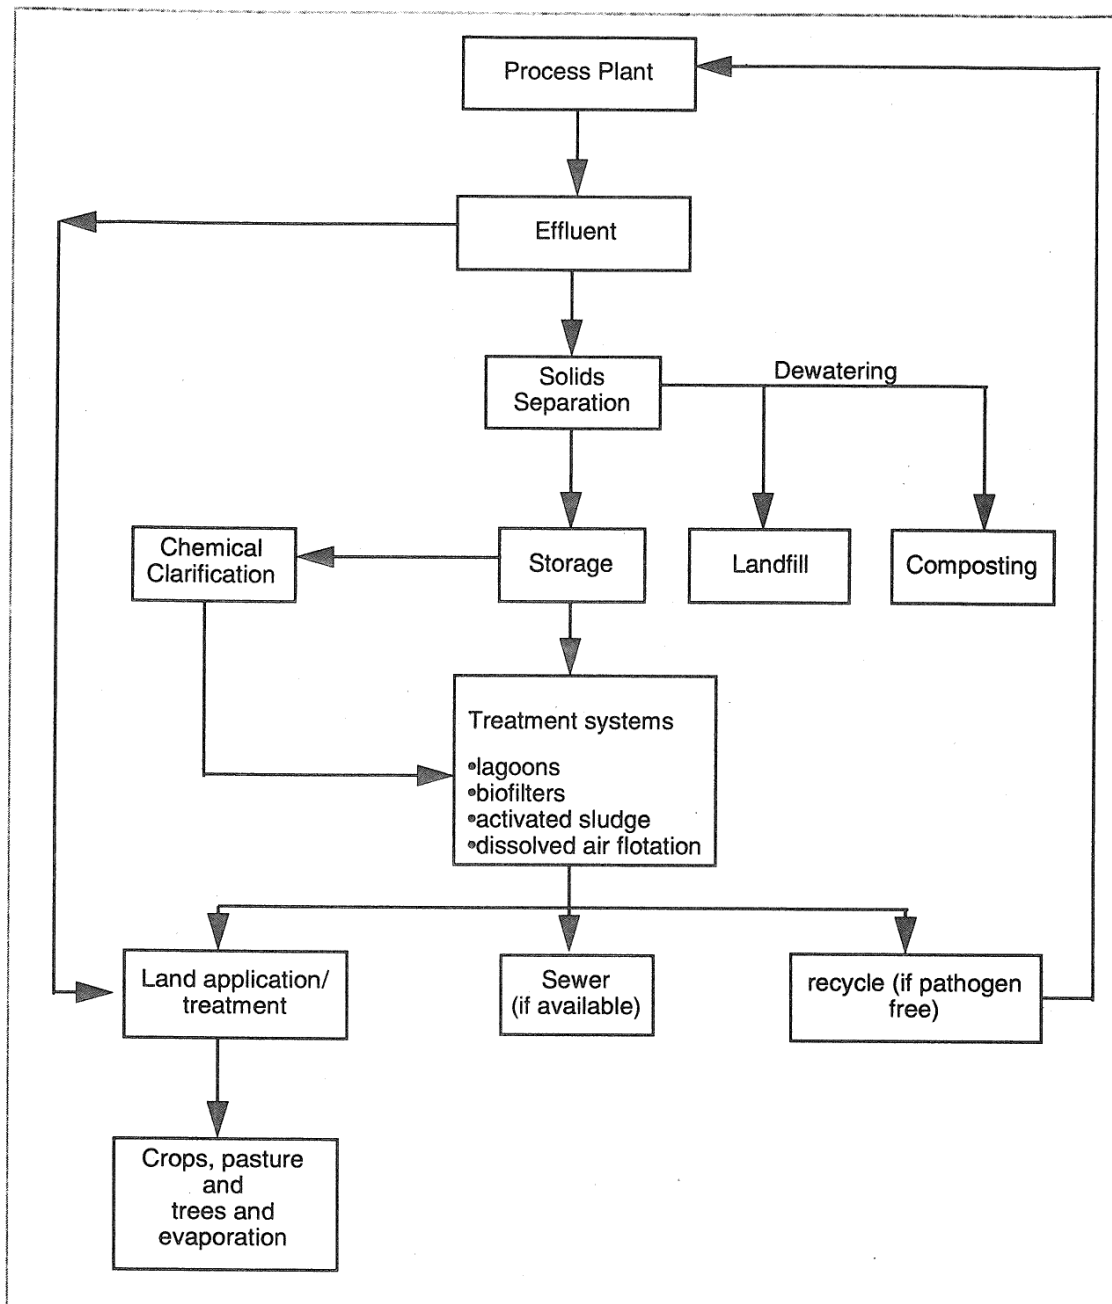 Process Plant
Effluent
Solids
Separation
Dewatering
Chemical
Clarification
Storage
Landfill
Composting
Treatment systems
•lagoons
•biofilters
•activated sludge
•dissolved air flotation
Land application/
treatment
Sewer
(if available)
recycle (if pathogen
free)
Crops, pasture
and
trees and
evaporation